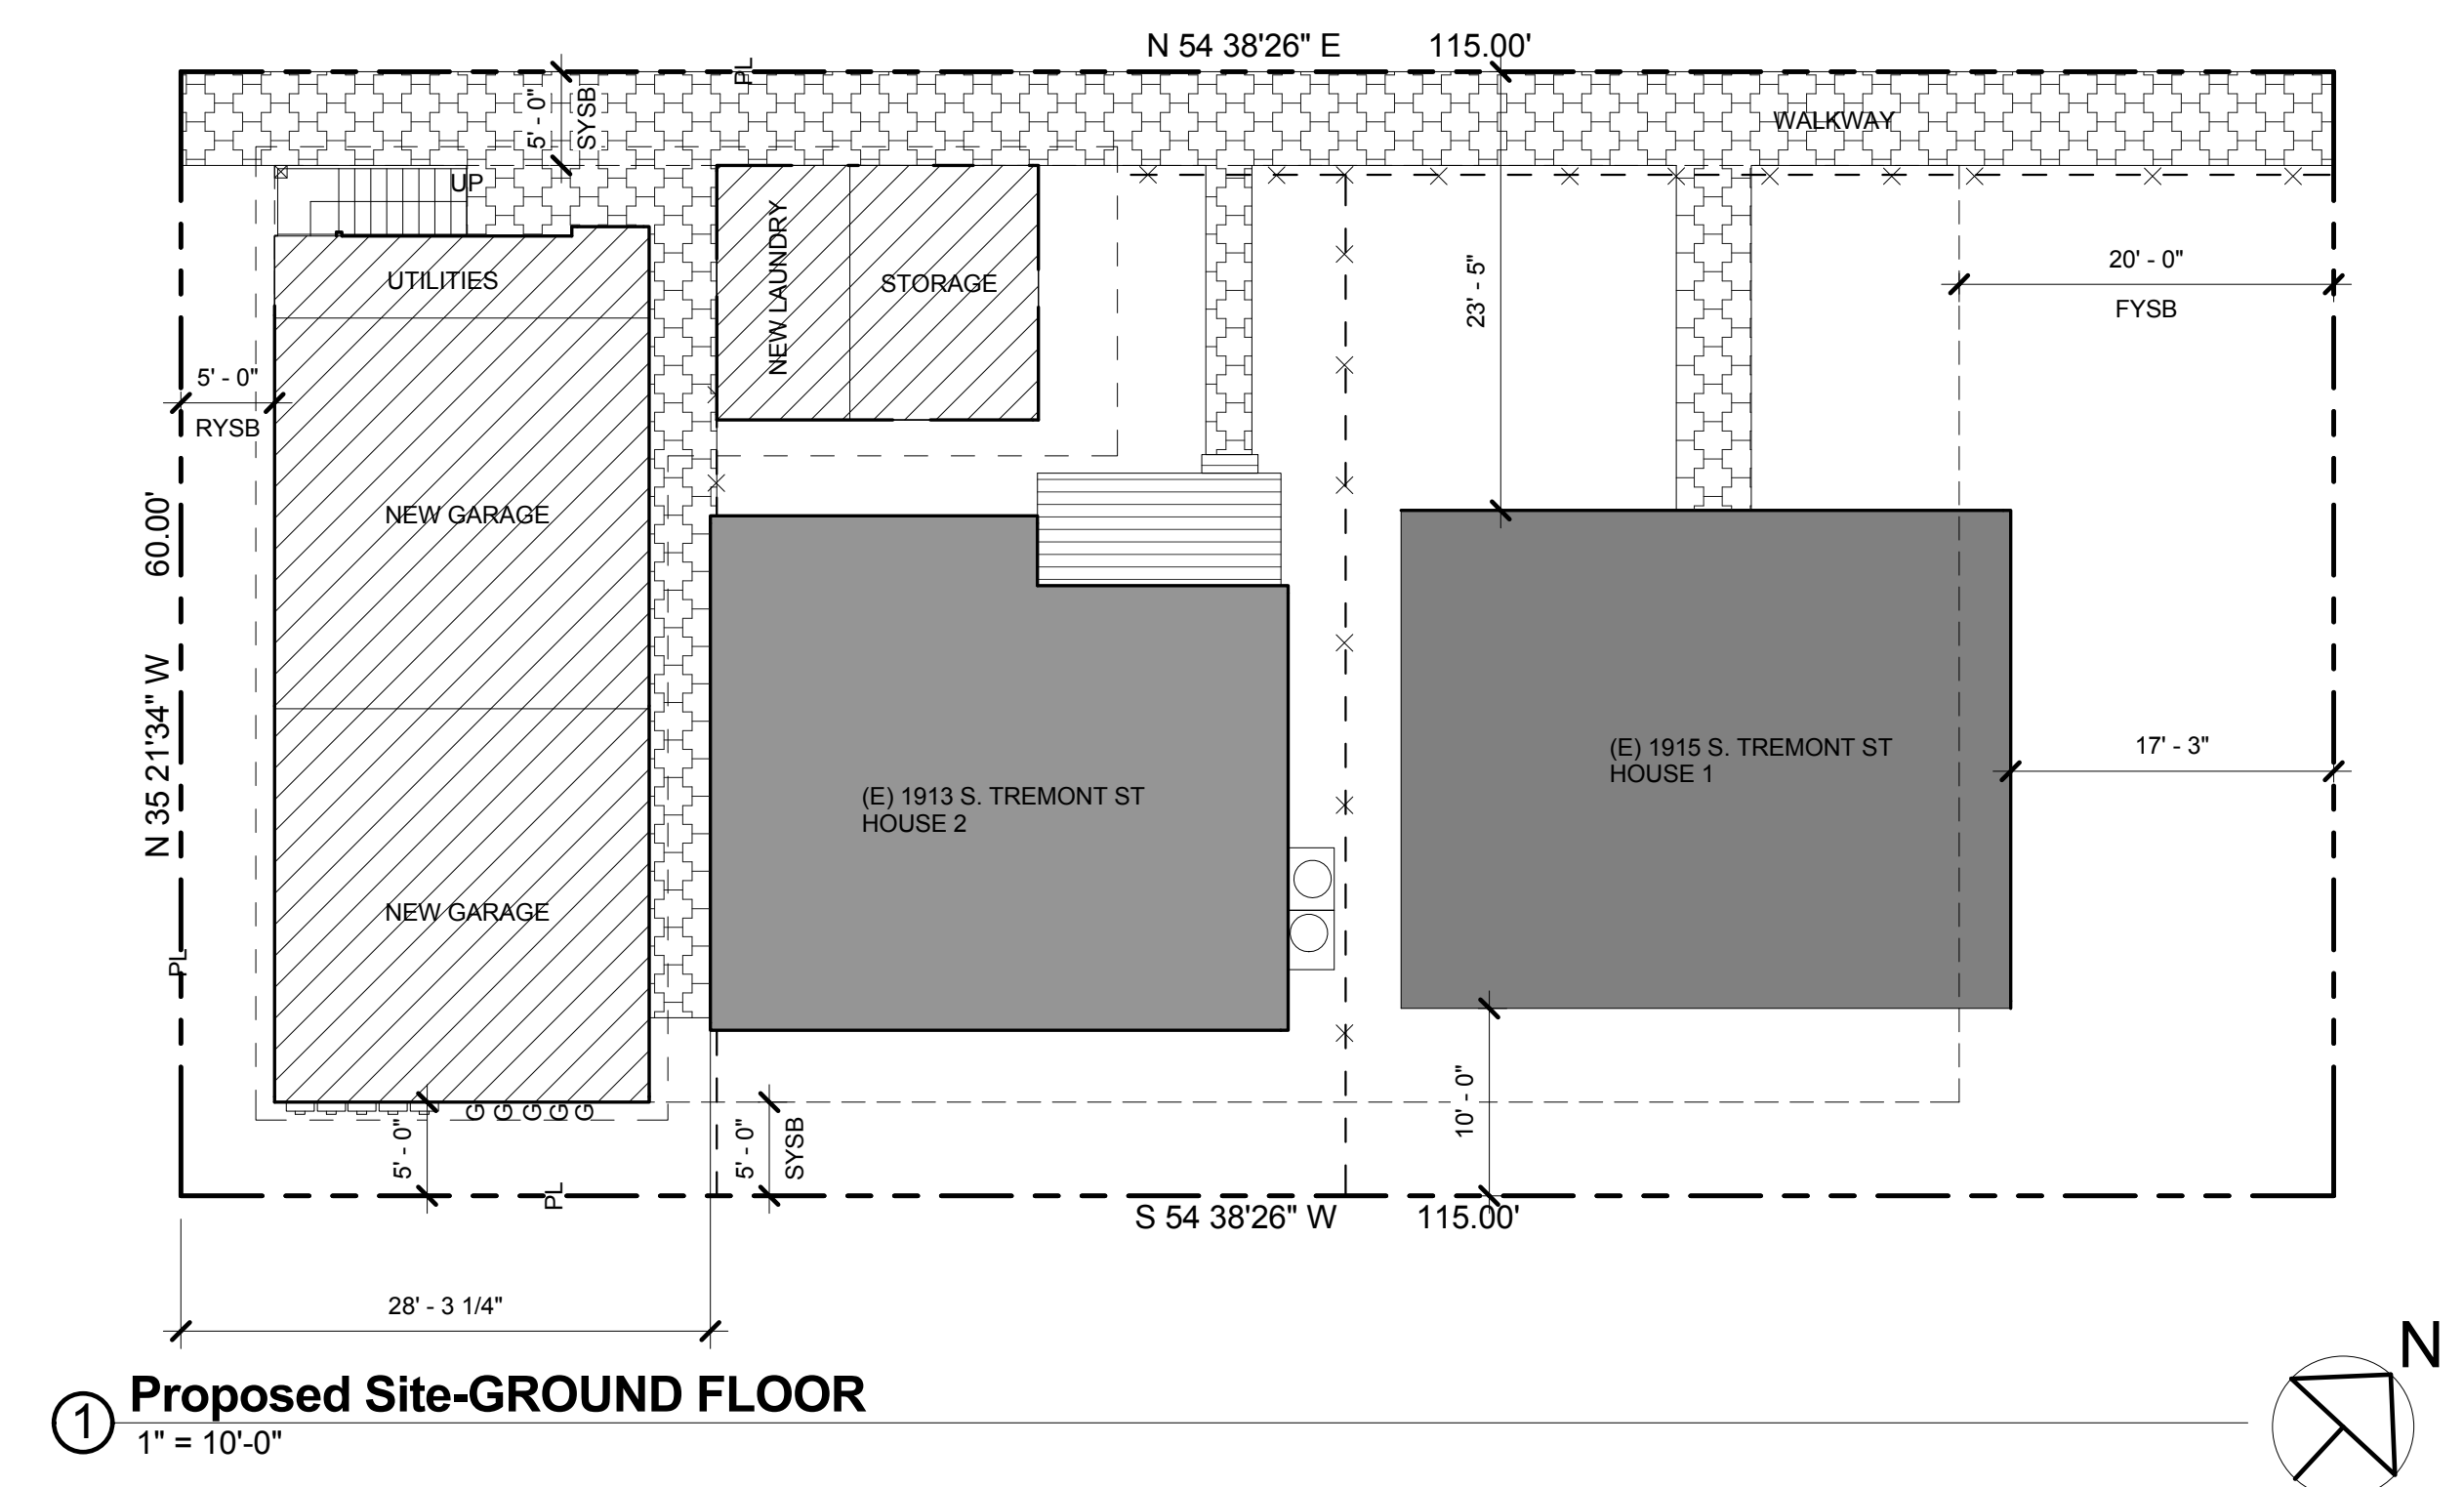 N 54 38'26" E 115.00'
PL
5' - 0"
SYSB
WALKWAY
UP
NEW LAUNDRY
STORAGE
UTILITIES
23' - 5"
20' - 0"
FYSB
5' - 0"
RYSB
NEW GARAGE
N 35 21'34" W 60.00'
(E) 1915 S. TREMONT ST
HOUSE 1
17' - 3"
(E) 1913 S. TREMONT ST
HOUSE 2
NEW GARAGE
PL
G G G G G
5' - 0"
5' - 0"
SYSB
10' - 0"
PL
S 54 38'26" W 115.00'
28' - 3 1/4"
N
1
Proposed Site-GROUND FLOOR
1" = 10'-0"